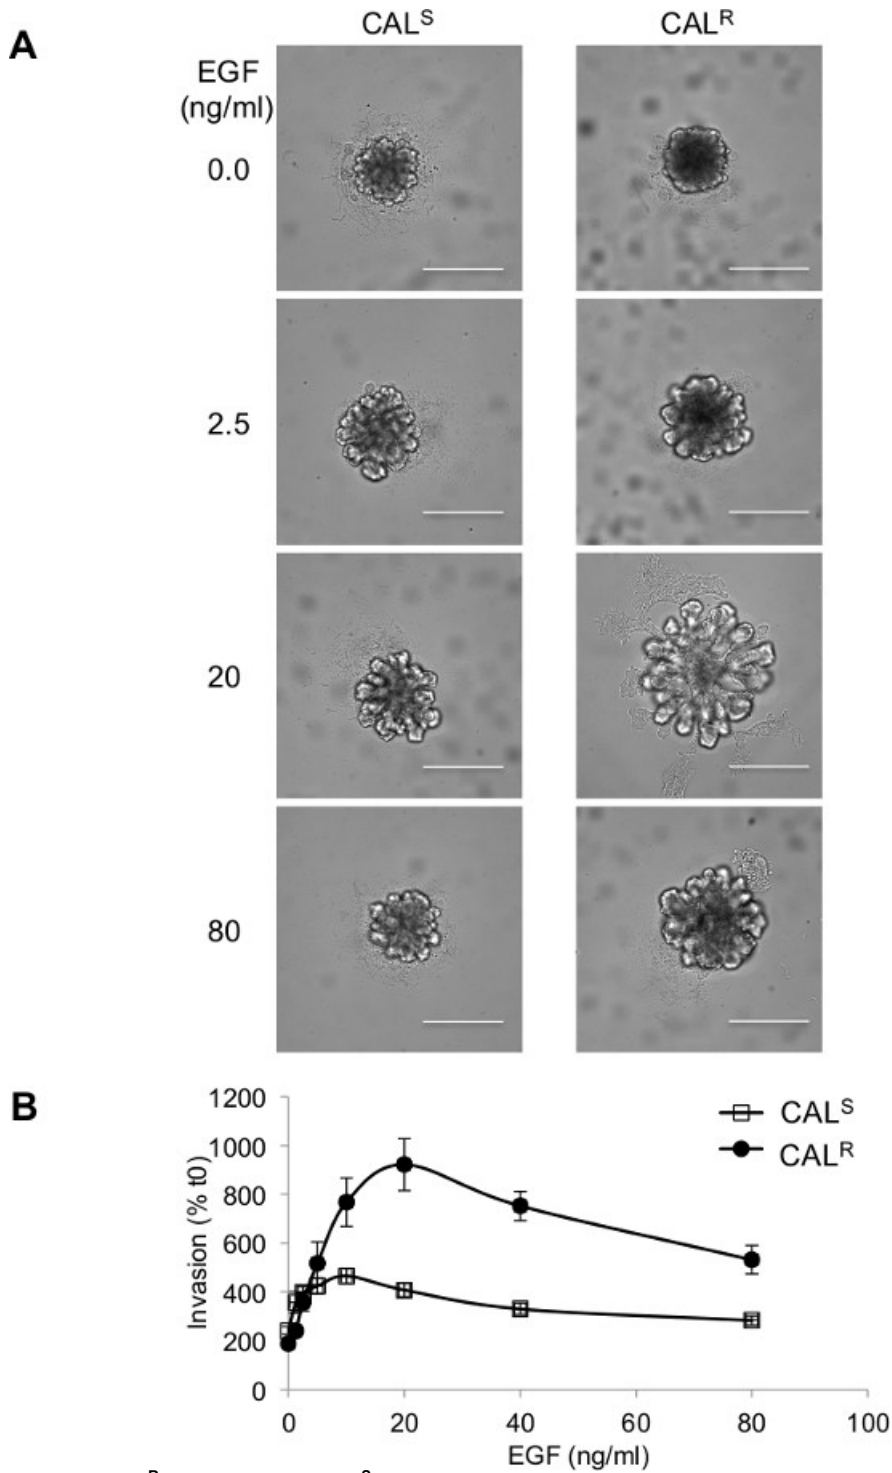 A
CALˢ CALᴿ
EGF
(ng/ml)
0.0
2.5
20
80
B
1200
1000
800
600
400
200
0
Invasion (% t0)
CALˢ
CALᴿ
0 20 40 60 80 100
EGF (ng/ml)
R S